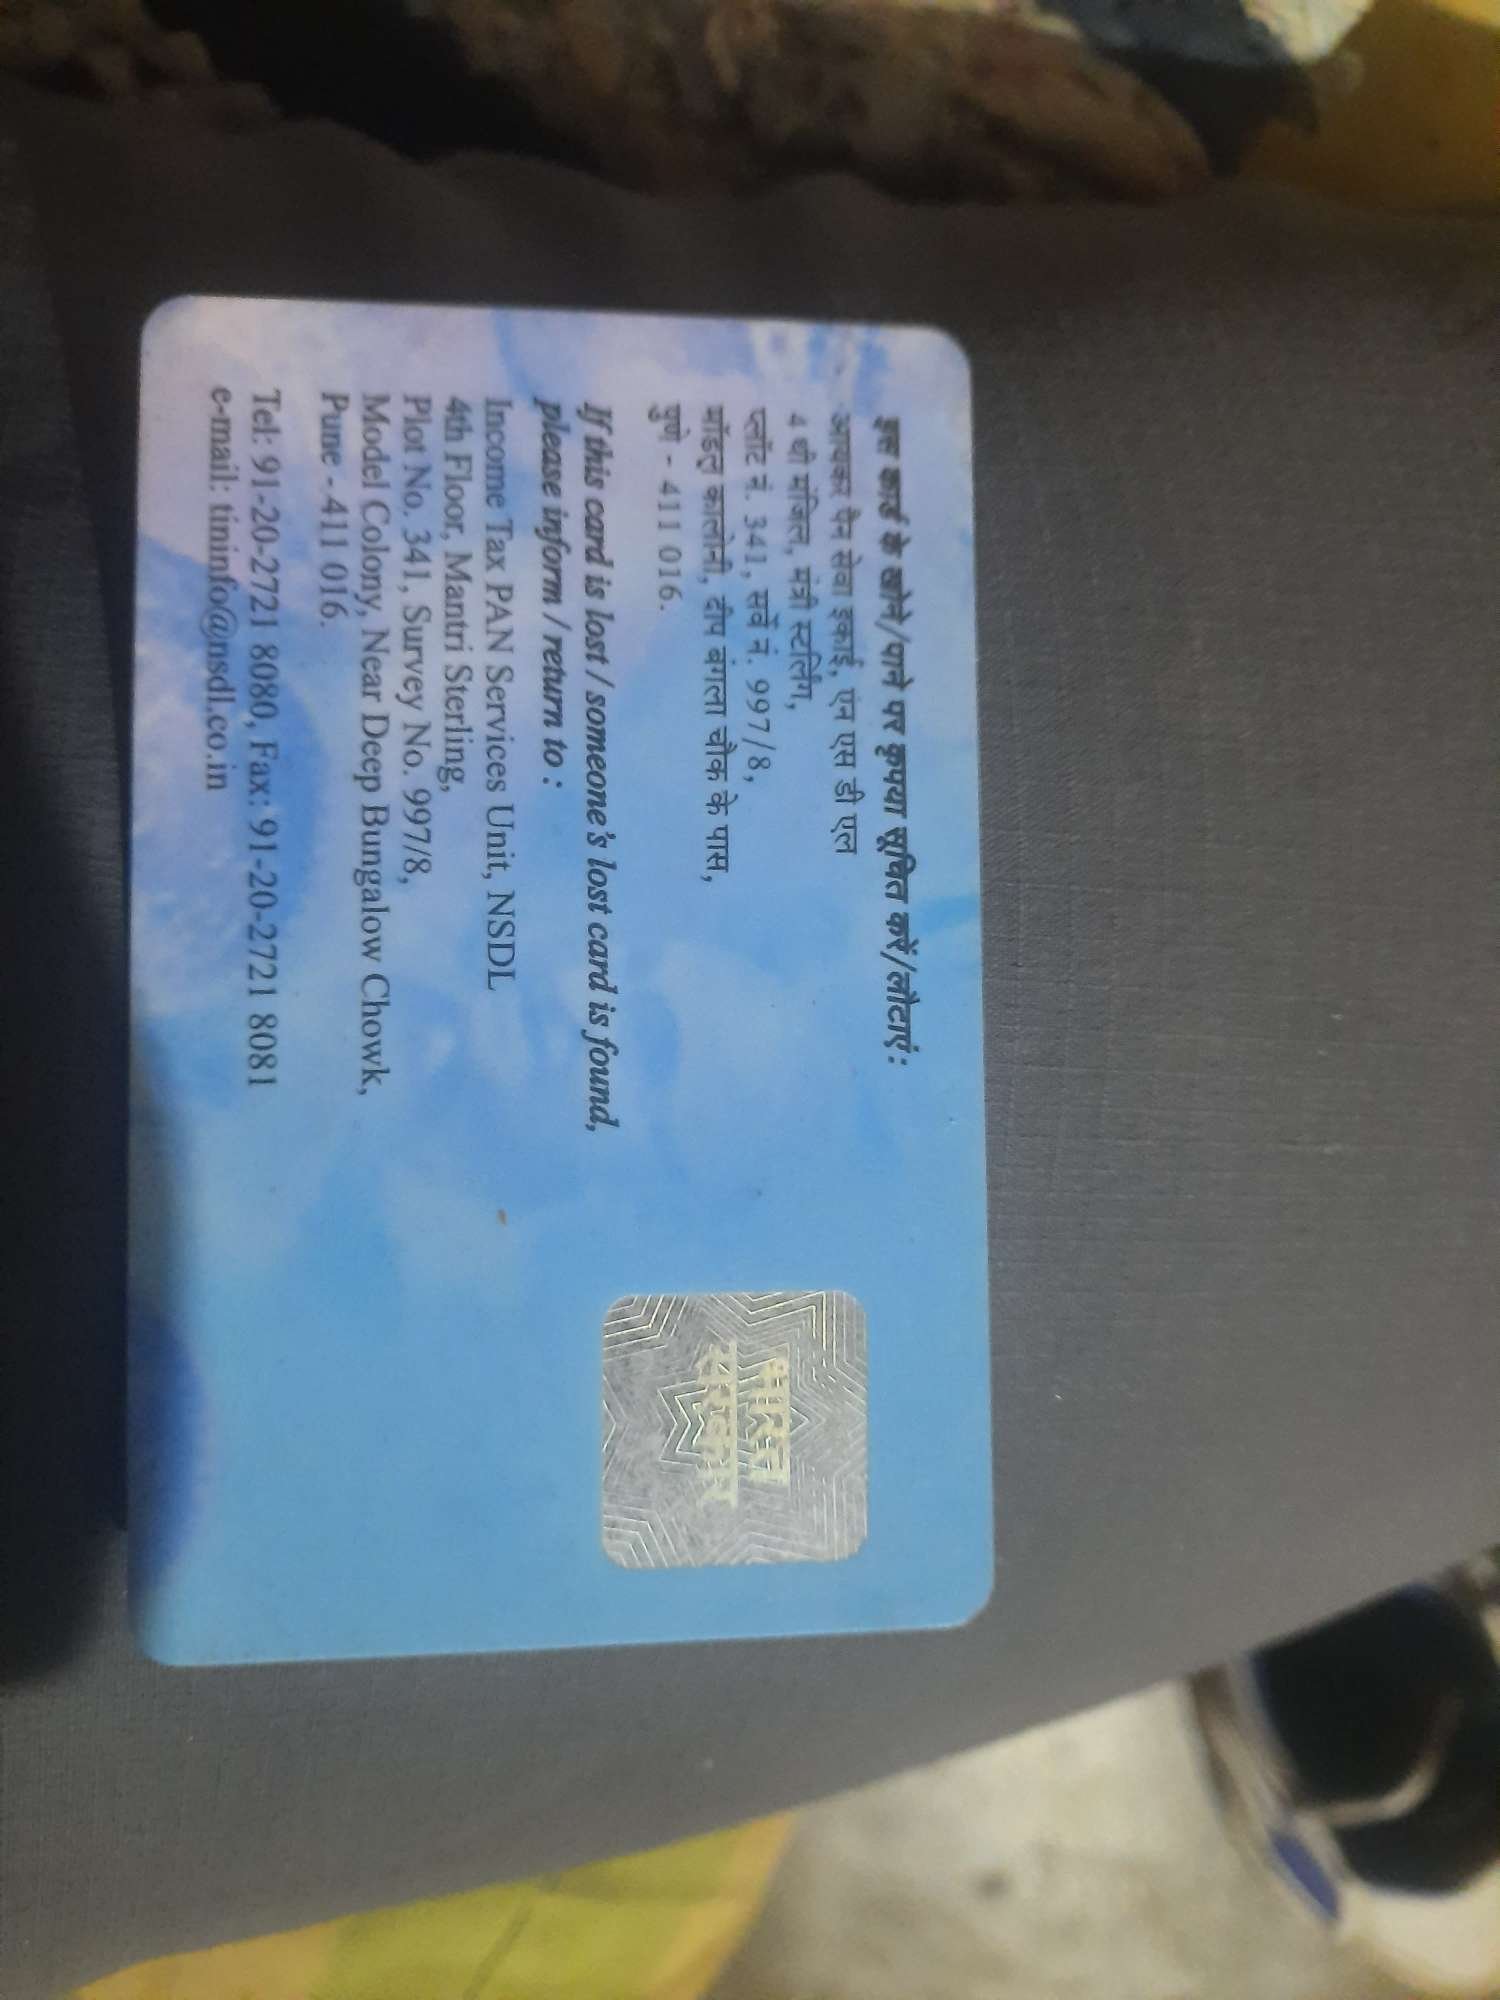 इस कार्ड के खोने/पाने पर कृपया सूचित करें/लौटाएं :
आयकर पैन सेवा इकाई, एन एस डी एल
4 थी मंजिल, मंत्री स्टर्लिंग,
प्लॉट नं. 341, सर्वे नं. 997/8,
मॉडल कालोनी, दीप बंगला चौक के पास,
पुणे - 411 016.
If this card is lost / someone's lost card is found,
please inform / return to :
Income Tax PAN Services Unit, NSDL
4th Floor, Mantri Sterling,
Plot No. 341, Survey No. 997/8,
Model Colony, Near Deep Bungalow Chowk,
Pune - 411 016.
Tel: 91-20-2721 8080, Fax: 91-20-2721 8081
e-mail: tininfo@nsdl.co.in
भारत
सरकार